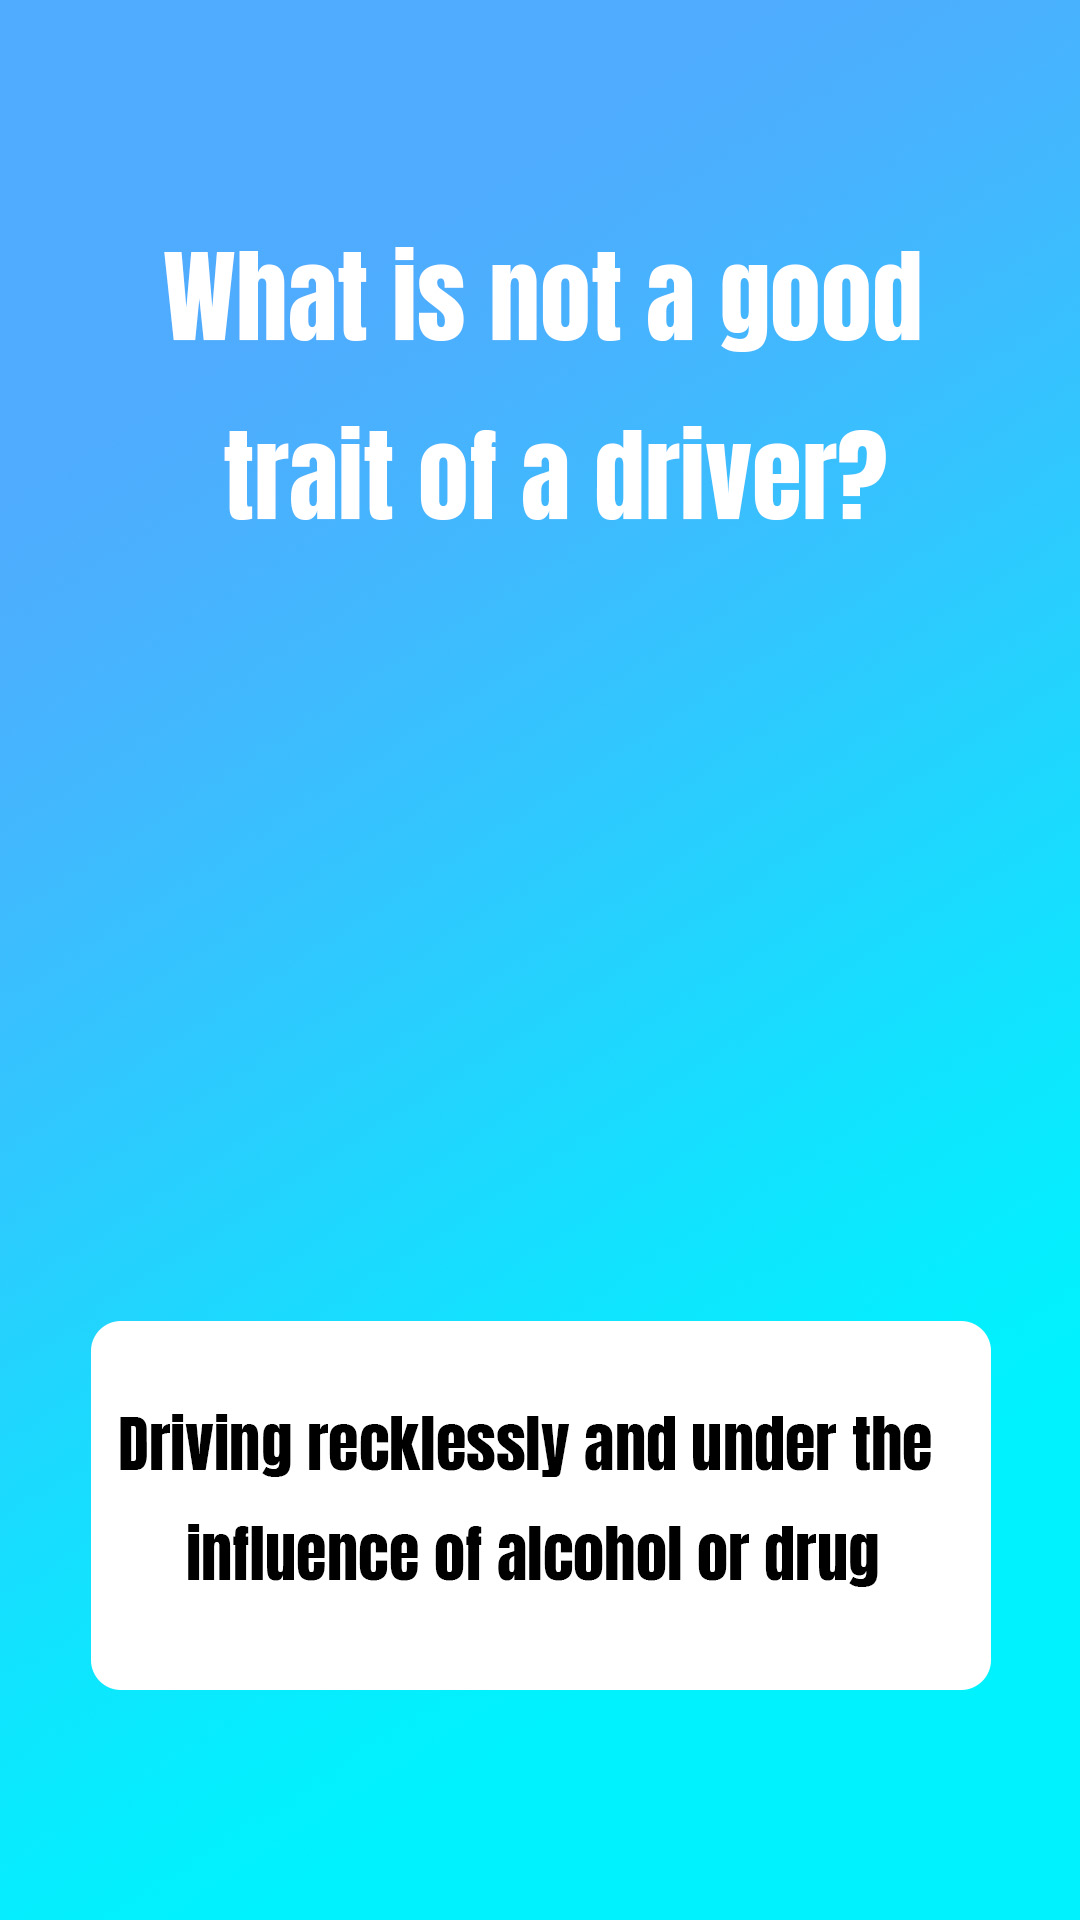 What is not a good
trait of a driver?
Driving recklessly and under the
influence of alcohol or drug